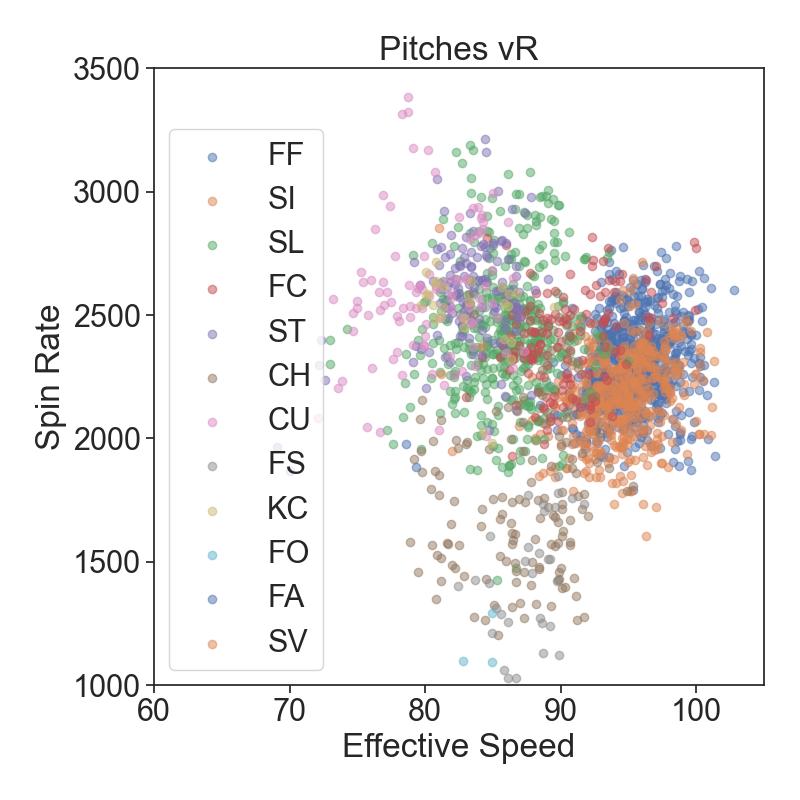 Pitches vR
3500
3000
2500
2000
1500
1000
Spin Rate
FF
SI
SL
FC
ST
CH
CU
FS
KC
FO
FA
SV
60 70 80 90 100
Effective Speed